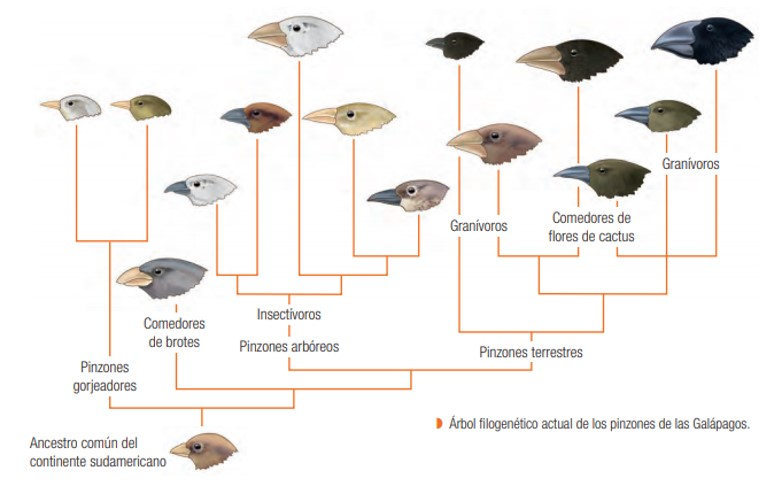 Granívoros
Granívoros
Comedores de
flores de cactus
Insectívoros
Comedores
de brotes
Pinzones arbóreos
Pinzones terrestres
Pinzones
gorjeadores
Árbol filogenético actual de los pinzones de las Galápagos.
Ancestro común del
continente sudamericano